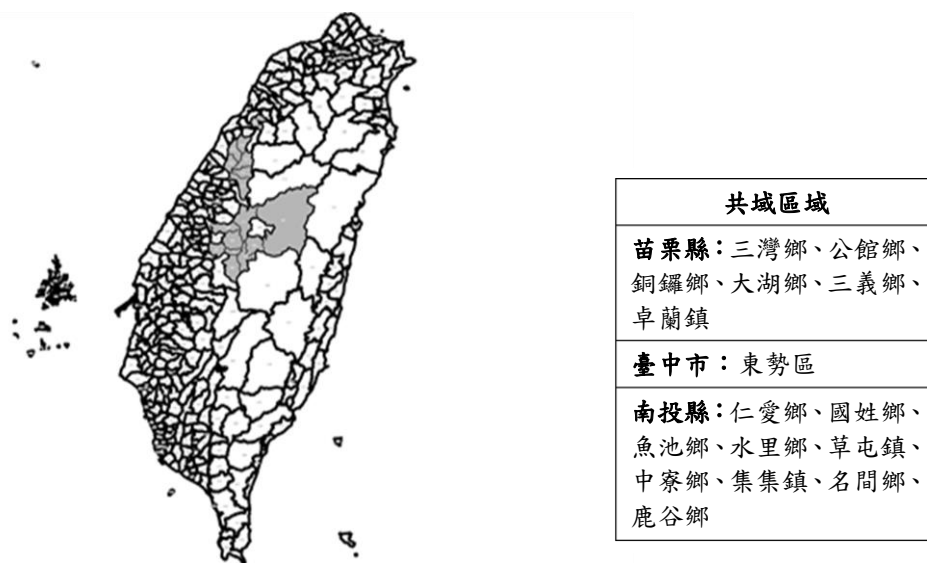 共域區域
苗栗縣：三灣鄉、公館鄉、
銅鑼鄉、大湖鄉、三義鄉、
卓蘭鎮
臺中市：東勢區
南投縣：仁愛鄉、國姓鄉、
魚池鄉、水里鄉、草屯鎮、
中寮鄉、集集鎮、名間鄉、
鹿谷鄉